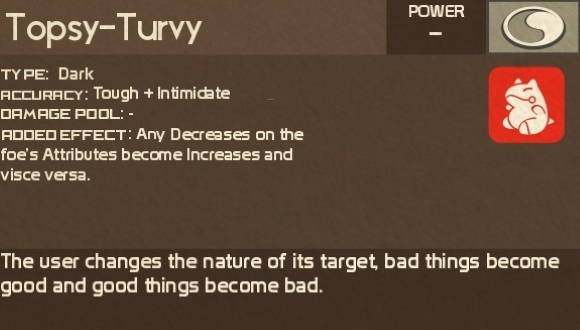 Topsy-Turvy
POWER
–
TYPE: Dark
ACCURACY: Tough + Intimidate
DAMAGE POOL: -
ADDED EFFECT: Any Decreases on the
foe's Attributes become Increases and
visce versa.
The user changes the nature of its target, bad things become
good and good things become bad.